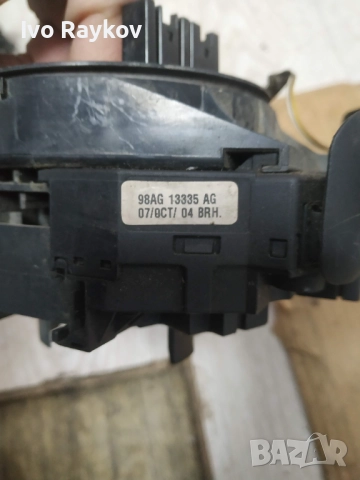 Ivo Raykov
98AG 13335 AG
07/OCT/ 04 BRH.
BAZAR